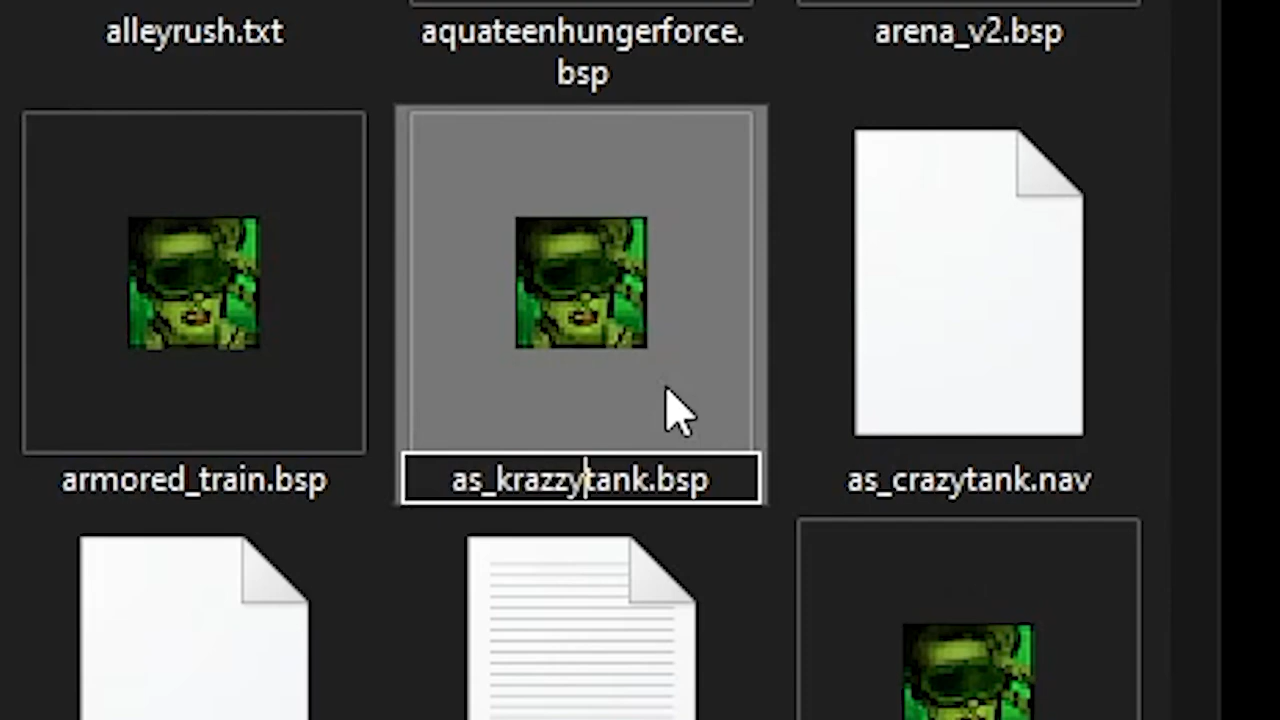 alleyrush.txt
aquateenhungerforce.
bsp
arena_v2.bsp
armored_train.bsp
as_krazzytank.bsp
as_crazytank.nav